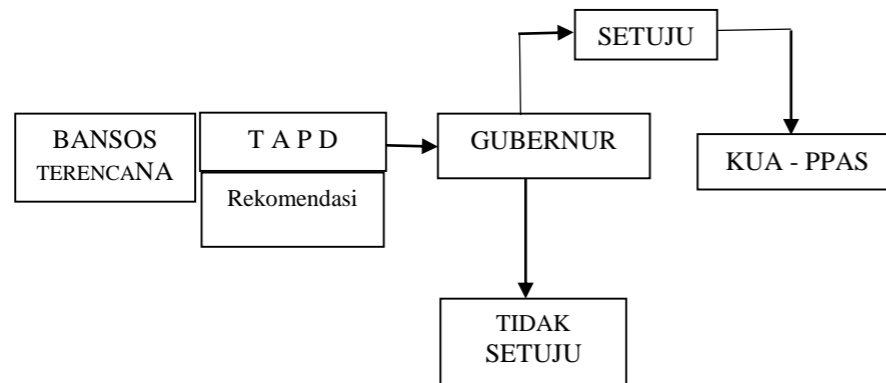 SETUJU
BANSOS
TERENCANA
T A P D
Rekomendasi
GUBERNUR
KUA - PPAS
TIDAK
SETUJU